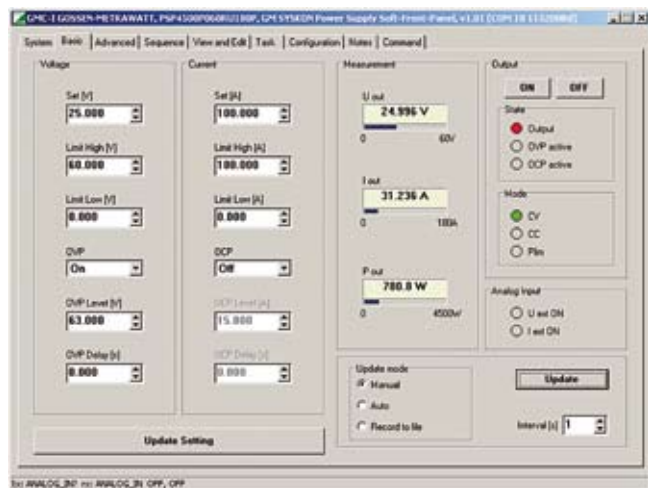 GMC-I GOSSEN-METRAWATT, PSP4500P060RU180P, GM SYSKON Power Supply Soft-Front-Panel, v1.01
System Basic Advanced Sequence View and Edit Task Configuration Notes Command
Voltage
Set [V]
25.000
Limit High [V]
60.000
Limit Low [V]
0.000
OVP
On
OVP Level [V]
63.000
OVP Delay [s]
0.000
Current
Set [A]
100.000
Limit High [A]
100.000
Limit Low [A]
0.000
OCP
Off
OCP Level [A]
15.000
OCP Delay [s]
0.000
Update Setting
Measurement
U out
24.996 V
0 60V
I out
31.236 A
0 180A
P out
780.8 W
0 4500W
Output
ON OFF
State
Output
OVP active
OCP active
Mode
CV
CC
Plim
Analog Input
U ext ON
I ext ON
Update mode
Manual
Auto
Record to file
Update
Interval [s] 1
tx: ANALOG_IN? rx: ANALOG_IN OFF, OFF